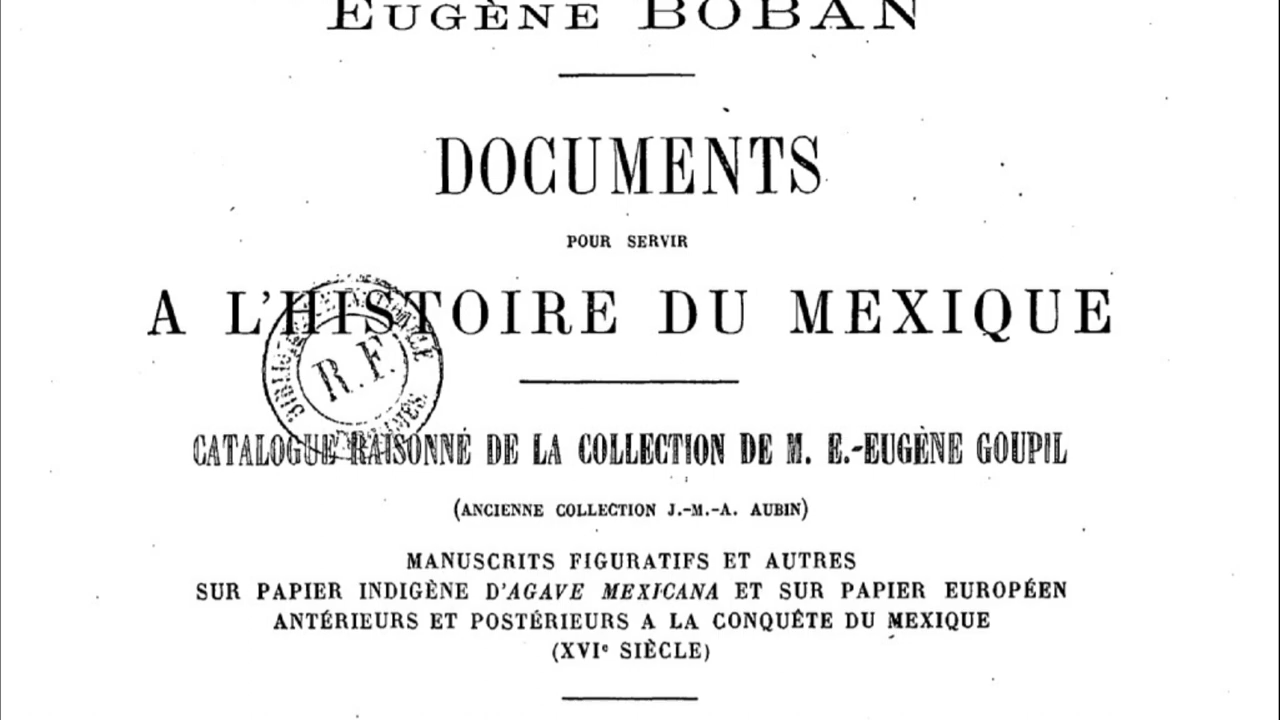 EUGÈNE BOBAN
DOCUMENTS
POUR SERVIR
A L'HISTOIRE DU MEXIQUE
R.F.
CATALOGUE RAISONNÉ DE LA COLLECTION DE M. E.-EUGÈNE GOUPIL
(ANCIENNE COLLECTION J.-M.-A. AUBIN)
MANUSCRITS FIGURATIFS ET AUTRES
SUR PAPIER INDIGÈNE D'AGAVE MEXICANA ET SUR PAPIER EUROPÉEN
ANTÉRIEURS ET POSTÉRIEURS A LA CONQUÊTE DU MEXIQUE
(XVIe SIÈCLE)